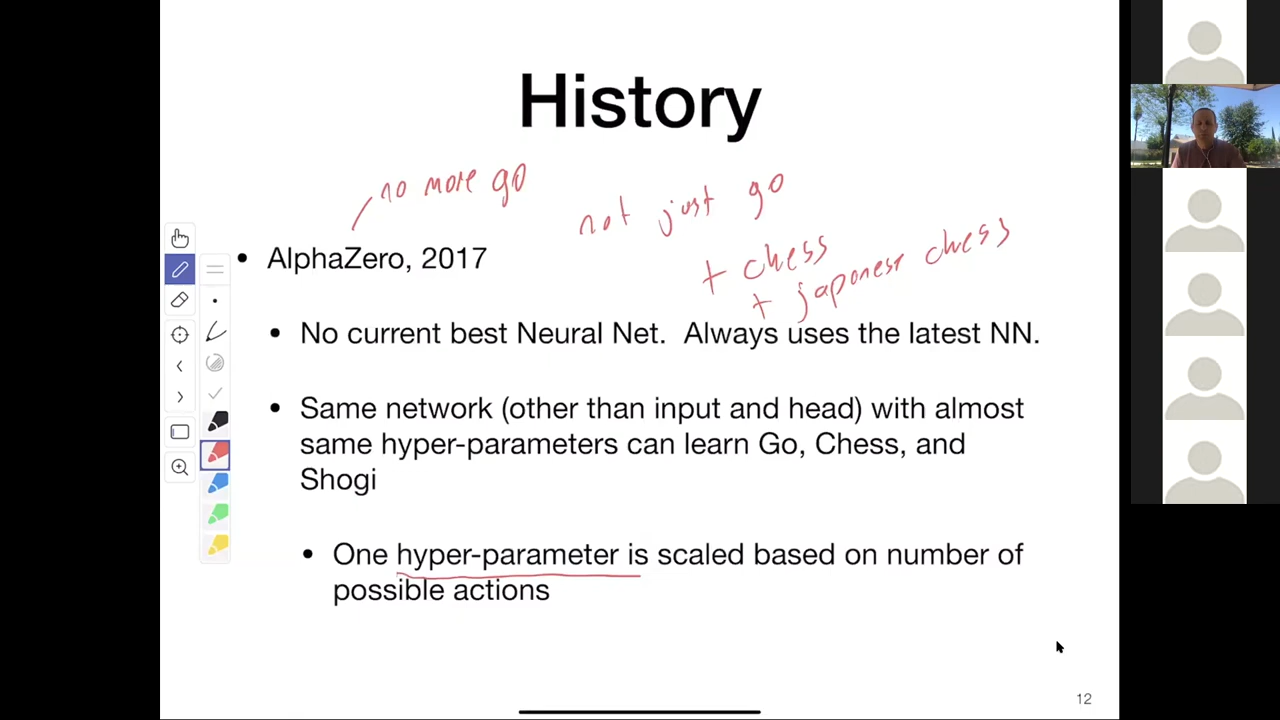 History
no more go
not just go
+ chess
+ japanese chess
• AlphaZero, 2017
• No current best Neural Net. Always uses the latest NN.
• Same network (other than input and head) with almost
same hyper-parameters can learn Go, Chess, and
Shogi
• One hyper-parameter is scaled based on number of
possible actions
12